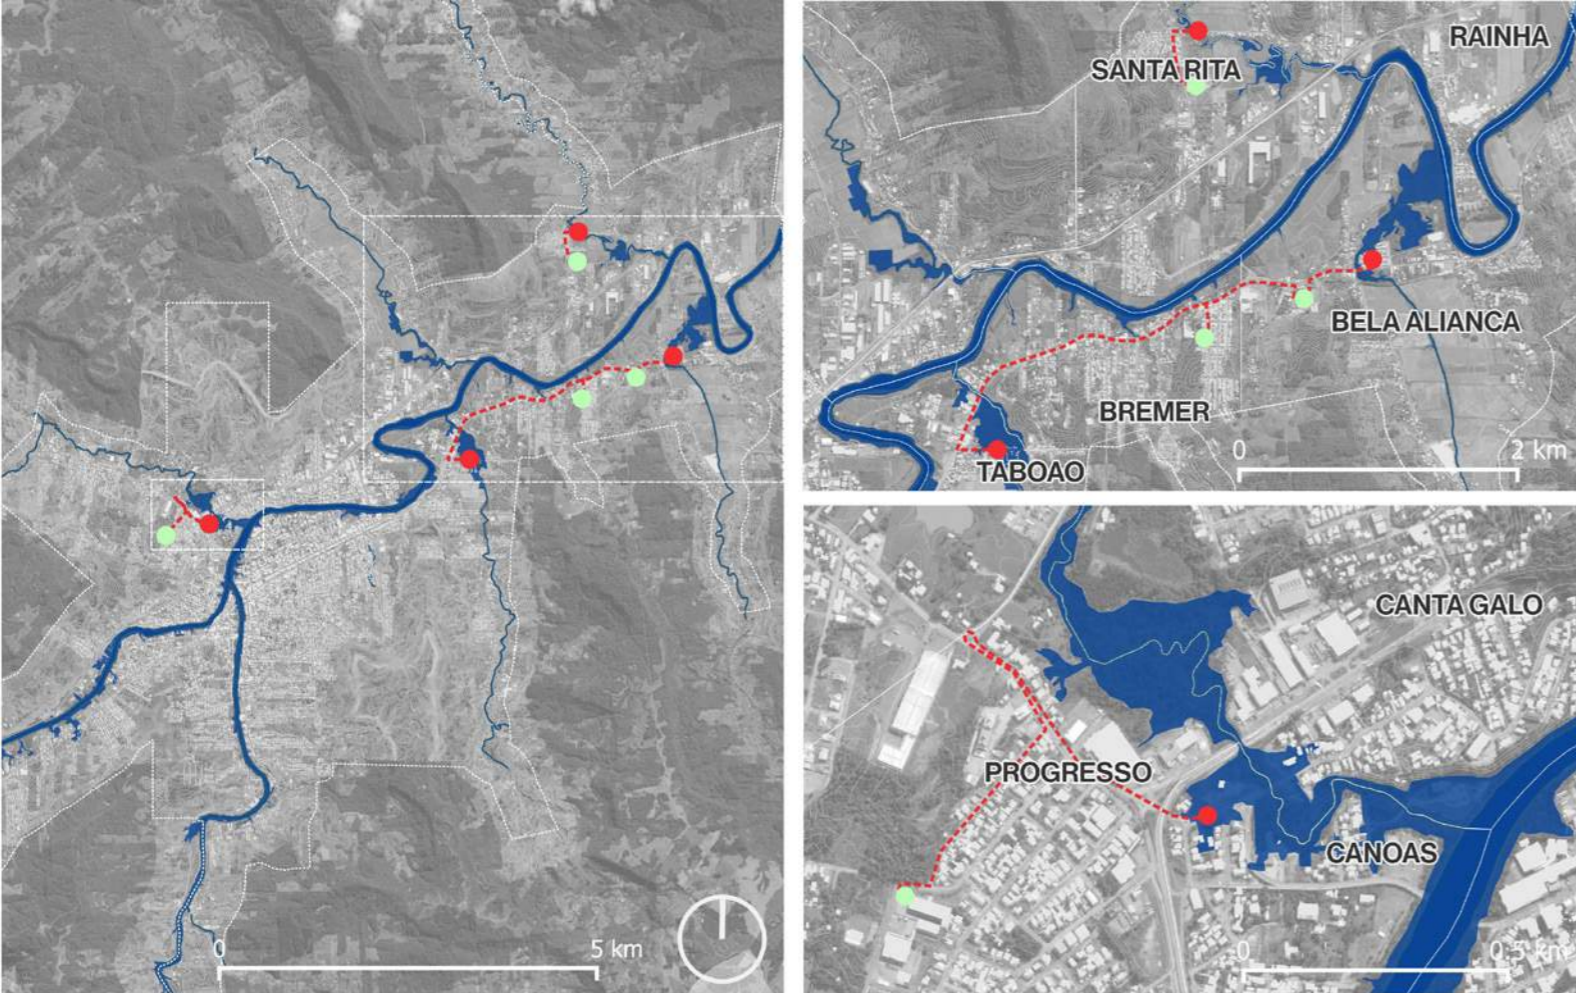 0 5 km
RAINHA
SANTA RITA
BELA ALIANCA
BREMER
TABOAO
0 2 km
CANTA GALO
PROGRESSO
CANOAS
0 0.5 km